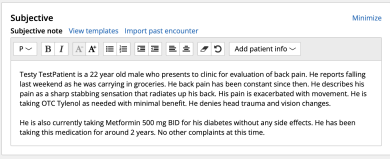 Subjective
Minimize
Subjective note View templates Import past encounter
P B I A A Add patient info
Testy TestPatient is a 22 year old male who presents to clinic for evaluation of back pain. He reports falling
last weekend as he was carrying in groceries. He back pain has been constant since then. He describes his
pain as a sharp stabbing sensation that radiates up his back. His pain is exacerbated with movement. He is
taking OTC Tylenol as needed with minimal benefit. He denies head trauma and vision changes.
He is also currently taking Metformin 500 mg BID for his diabetes without any side effects. He has been
taking this medication for around 2 years. No other complaints at this time.